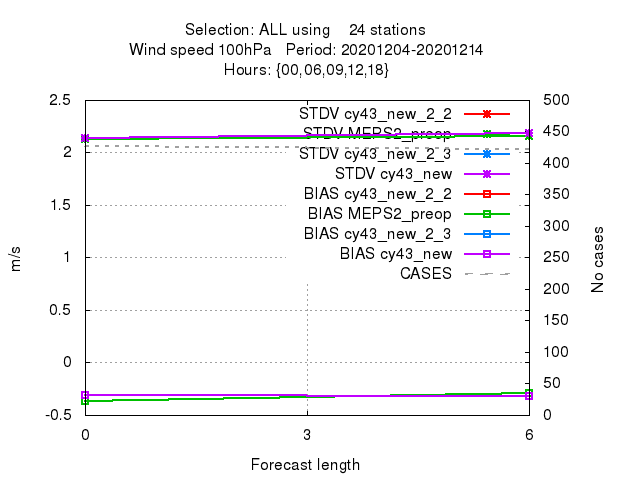 Selection: ALL using 24 stations
Wind speed 100hPa Period: 20201204-20201214
Hours: {00,06,09,12,18}
2.5
2
1.5
1
0.5
0
-0.5
500
450
400
350
300
250
200
150
100
50
0
STDV cy43_new_2_2
STDV MEPS2_preop
STDV cy43_new_2_3
STDV cy43_new
BIAS cy43_new_2_2
BIAS MEPS2_preop
BIAS cy43_new_2_3
BIAS cy43_new
CASES
m/s
No cases
0 3 6
Forecast length